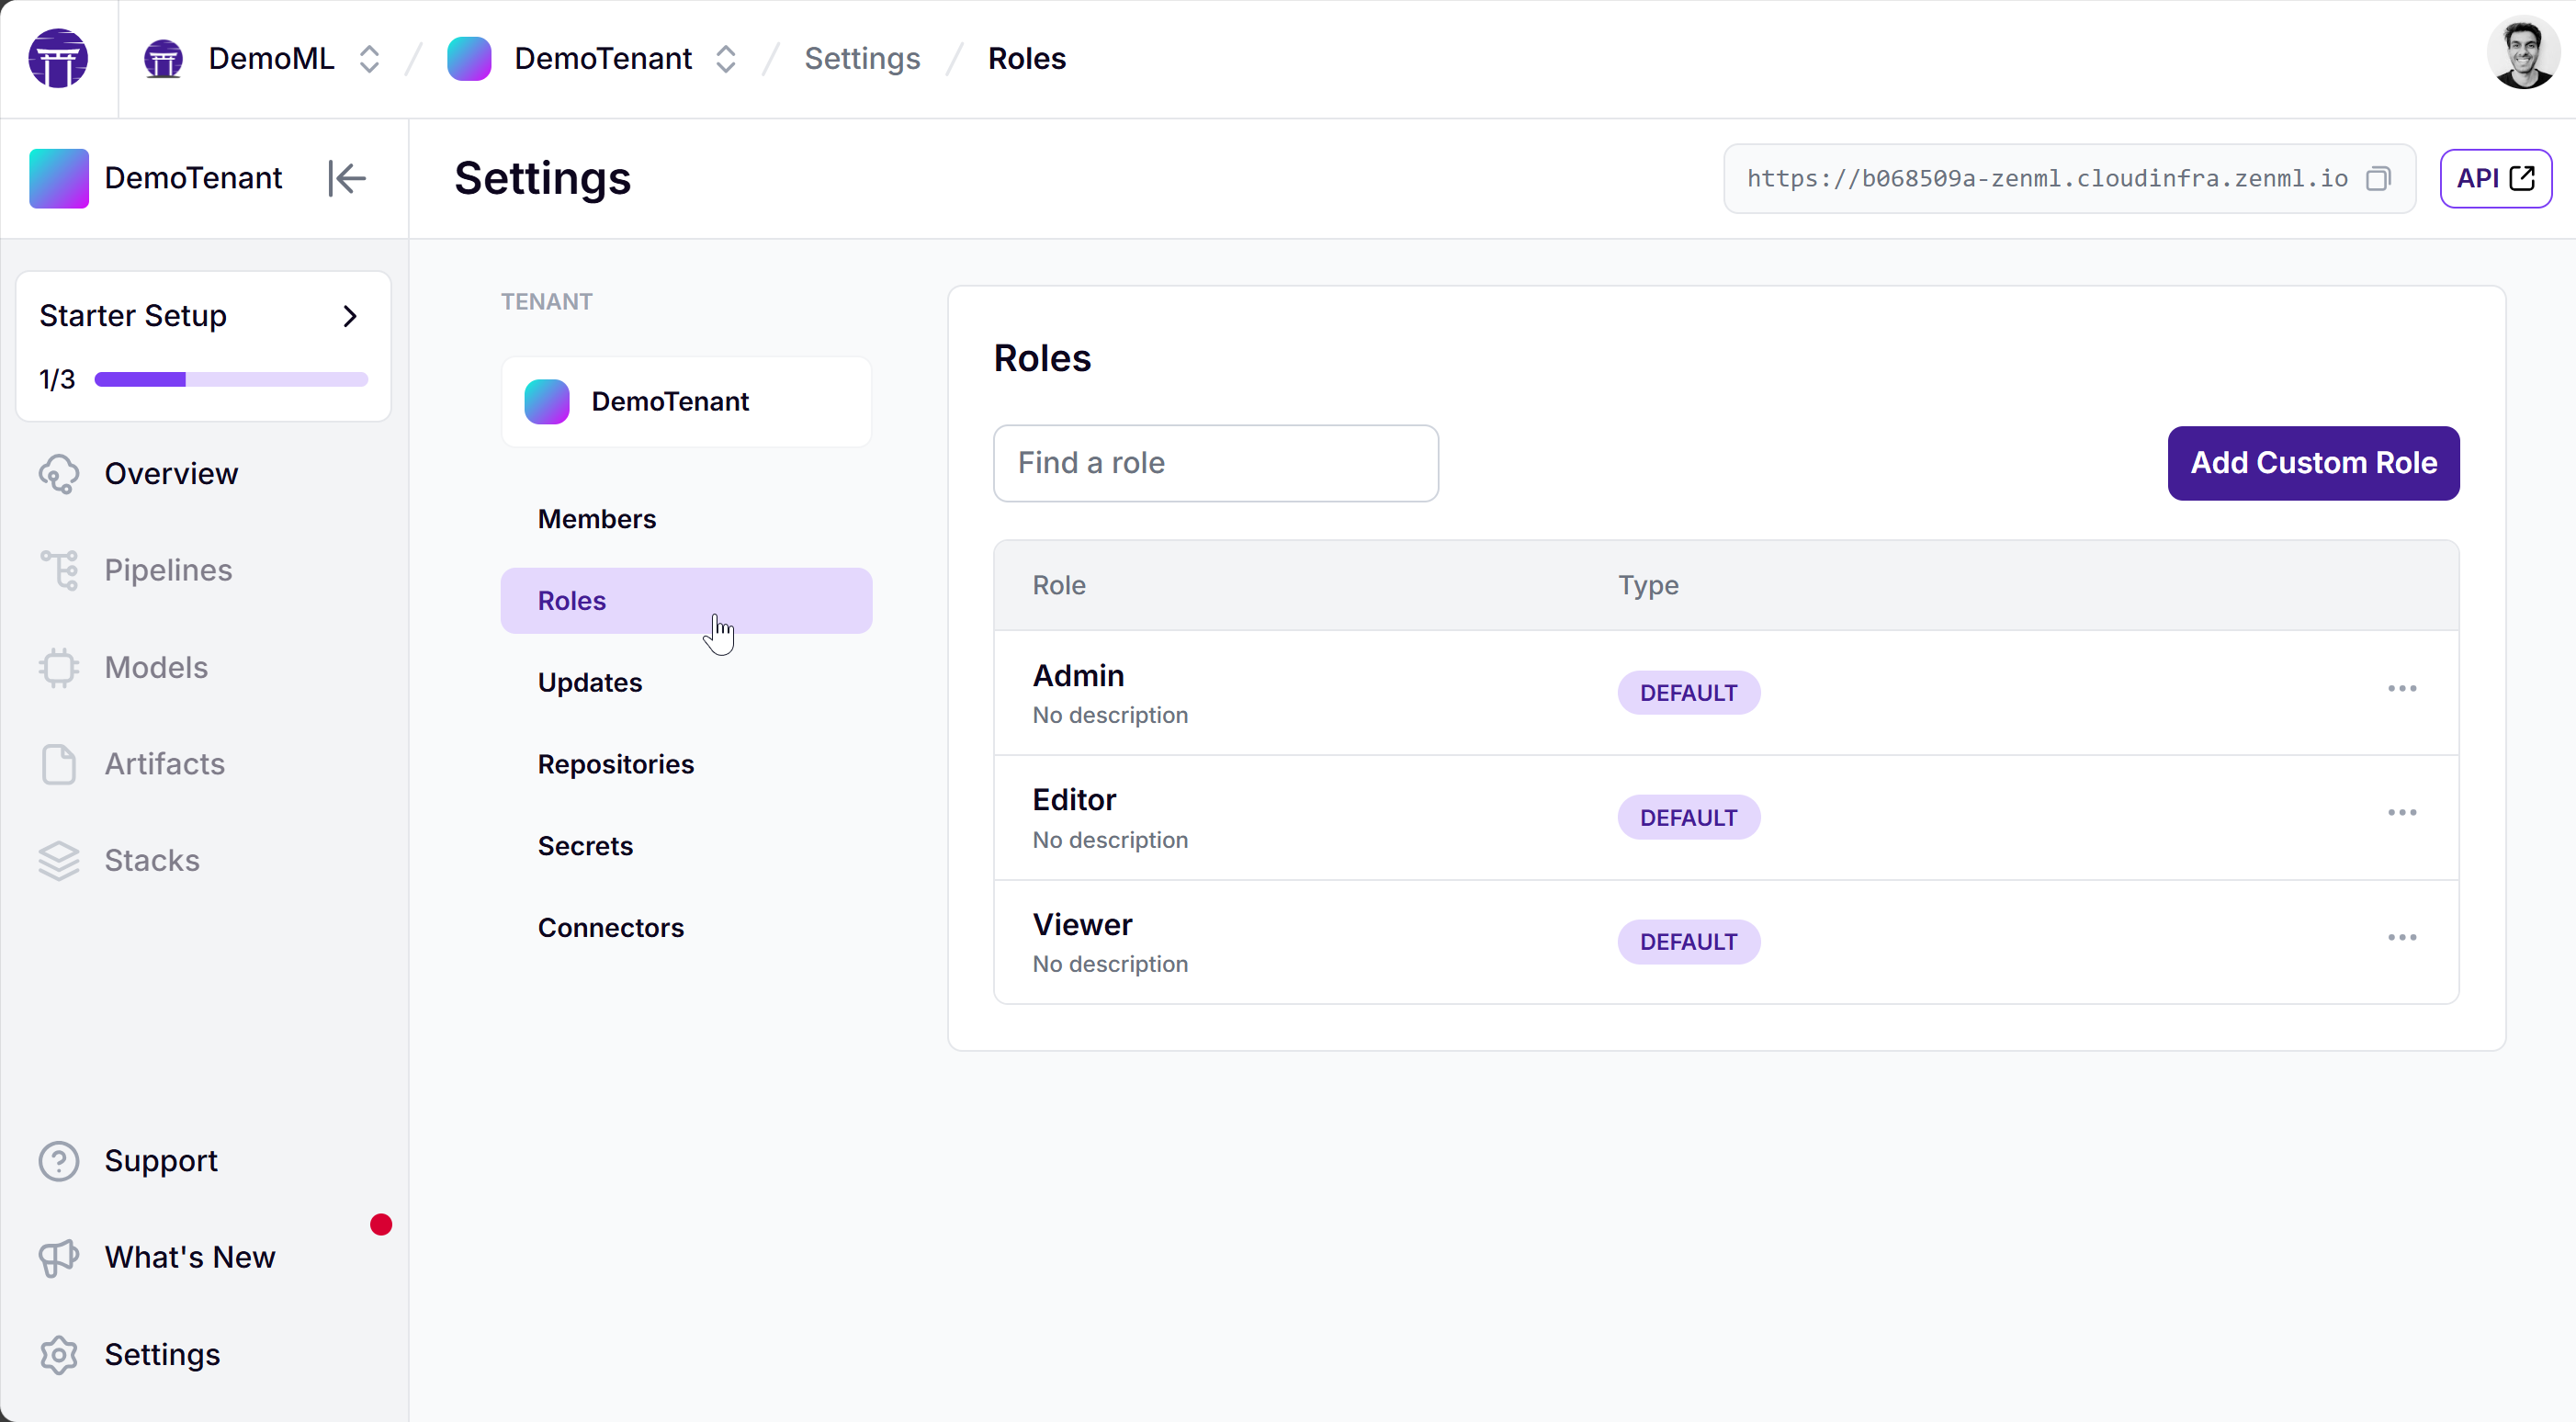 DemoML / DemoTenant / Settings / Roles
DemoTenant
Settings
https://b068509a-zenml.cloudinfra.zenml.io
API
Starter Setup
1/3
Overview
Pipelines
Models
Artifacts
Stacks
Support
What's New
Settings
TENANT
DemoTenant
Members
Roles
Updates
Repositories
Secrets
Connectors
Roles
Find a role
Add Custom Role
Role Type
Admin
No description
DEFAULT
Editor
No description
DEFAULT
Viewer
No description
DEFAULT